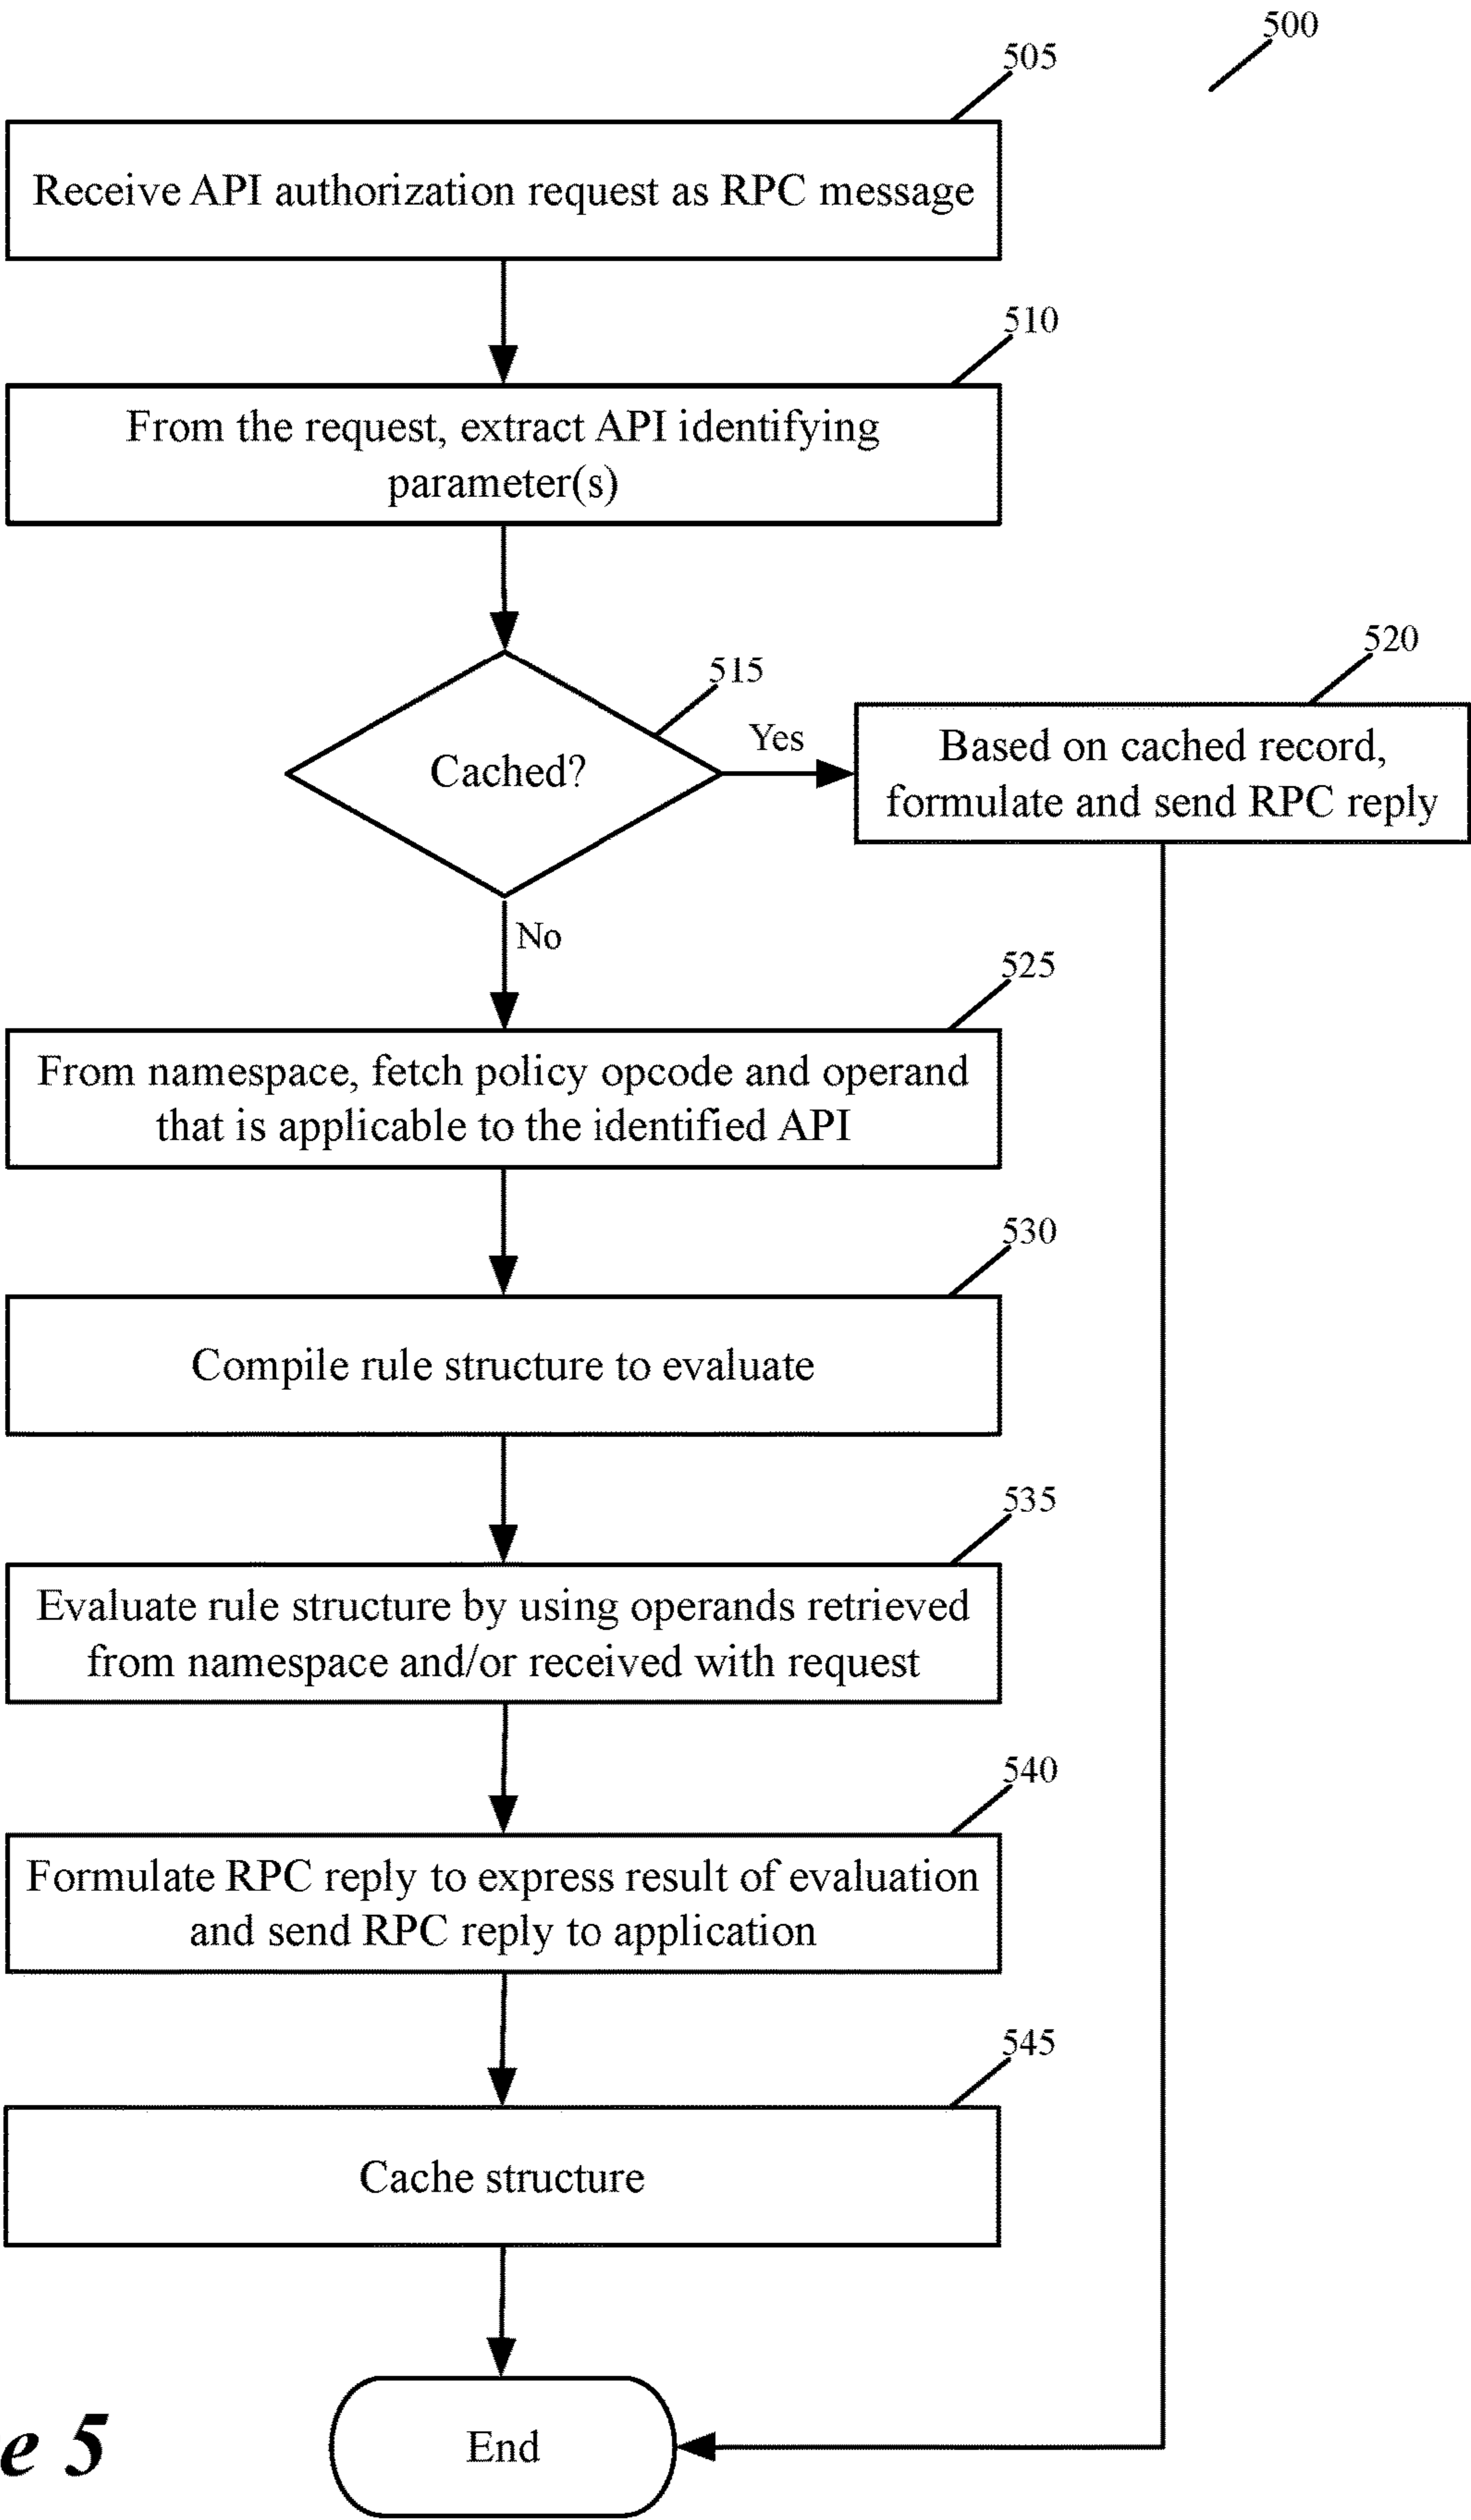 500
505
Receive API authorization request as RPC message
510
From the request, extract API identifying
parameter(s)
515
Cached?
Yes
520
Based on cached record,
formulate and send RPC reply
No
525
From namespace, fetch policy opcode and operand
that is applicable to the identified API
530
Compile rule structure to evaluate
535
Evaluate rule structure by using operands retrieved
from namespace and/or received with request
540
Formulate RPC reply to express result of evaluation
and send RPC reply to application
545
Cache structure
End
e 5